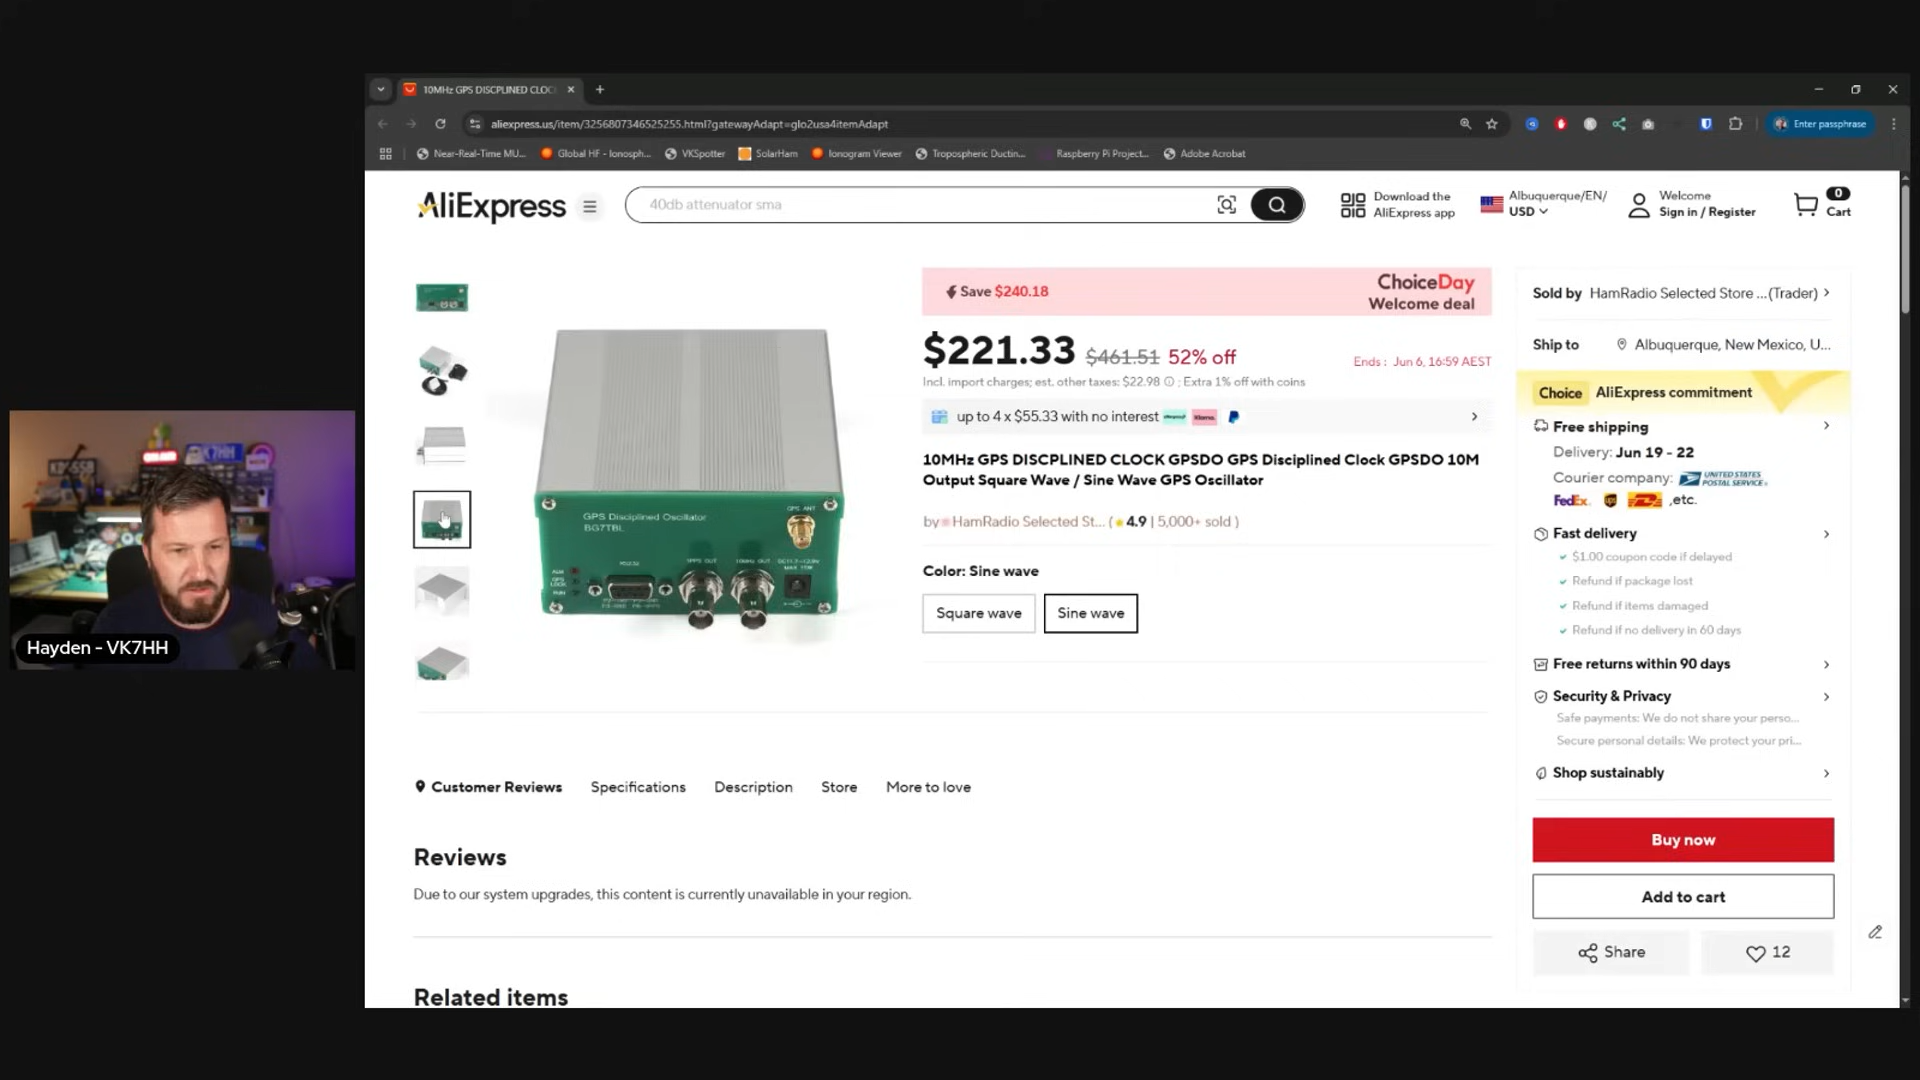 10MHz GPS DISCPLINED CLOC
aliexpress.us/item/3256807346525255.html?gatewayAdapt=glo2usa4itemAdapt
Enter passphrase
Near-Real-Time MU...
Global HF - Ionosph...
VKSpotter
SolarHam
Ionogram Viewer
Tropospheric Ductin...
Raspberry Pi Project...
Adobe Acrobat
AliExpress
40db attenuator sma
Download the
AliExpress app
Albuquerque/EN/
USD
Welcome
Sign in / Register
0
Cart
Save $240.18
ChoiceDay
Welcome deal
$221.33 $461.51 52% off
Ends : Jun 6, 16:59 AEST
Incl. import charges; est. other taxes: $22.98 ; Extra 1% off with coins
up to 4 x $55.33 with no interest
Klarna.
10MHz GPS DISCPLINED CLOCK GPSDO GPS Disciplined Clock GPSDO 10M
Output Square Wave / Sine Wave GPS Oscillator
by HamRadio Selected St... ( 4.9 | 5,000+ sold )
Color: Sine wave
Square wave
Sine wave
GPS Disciplined Oscillator
BG7TBL
GPS ANT
RS232
1PPS OUT
10MHz OUT
Sold by HamRadio Selected Store ...(Trader)
Ship to Albuquerque, New Mexico, U...
Choice AliExpress commitment
Free shipping
Delivery: Jun 19 - 22
Courier company: UNITED STATES POSTAL SERVICE
FedEx. ups DHL ,etc.
Fast delivery
$1.00 coupon code if delayed
Refund if package lost
Refund if items damaged
Refund if no delivery in 60 days
Free returns within 90 days
Security & Privacy
Safe payments: We do not share your perso...
Secure personal details: We protect your pri...
Shop sustainably
Buy now
Add to cart
Share
12
Customer Reviews
Specifications
Description
Store
More to love
Reviews
Due to our system upgrades, this content is currently unavailable in your region.
Related items
Hayden - VK7HH